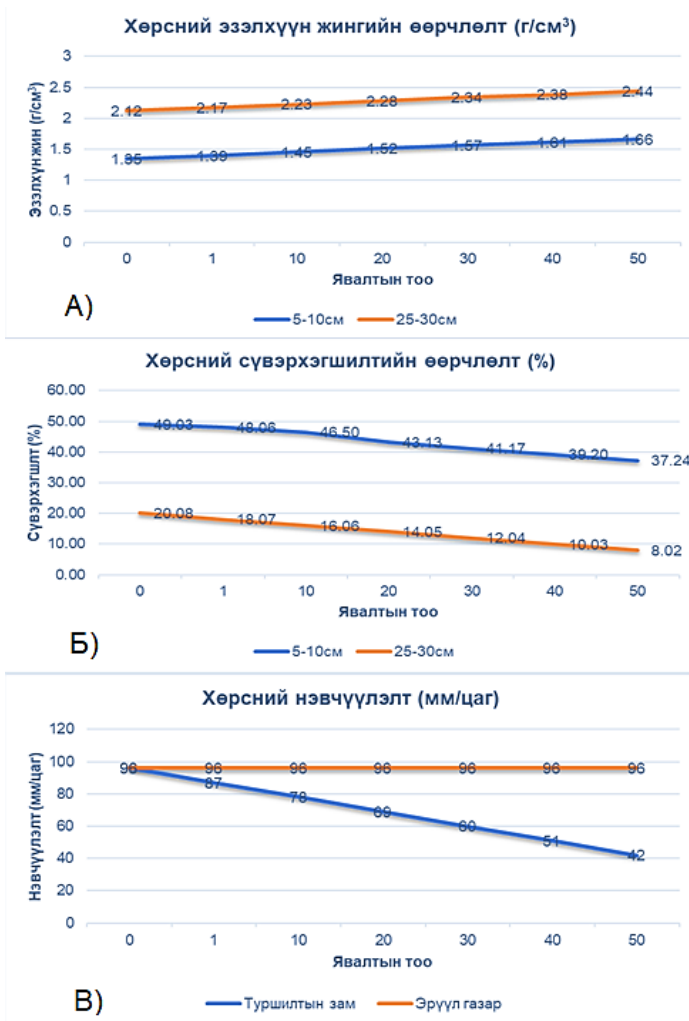 Хөрсний эзэлхүүн жингийн өөрчлөлт (г/см³)
Эзэлхүн жин (г/см³)
3
2.5
2
1.5
1
0.5
0
2.12 2.17 2.23 2.28 2.34 2.38 2.44
1.35 1.39 1.45 1.52 1.57 1.61 1.66
0 1 10 20 30 40 50
Явалтын тоо
А)
5-10см 25-30см
Хөрсний сүвэрхэгшилтийн өөрчлөлт (%)
Сүвэрхэгшлт (%)
60.00
50.00
40.00
30.00
20.00
10.00
0.00
49.03 48.06 46.50 43.13 41.17 39.20 37.24
20.08 18.07 16.06 14.05 12.04 10.03 8.02
0 1 10 20 30 40 50
Явалтын тоо
Б)
5-10см 25-30см
Хөрсний нэвчүүлэлт (мм/цаг)
Нэвчүүлэлт (мм/цаг)
120
100
80
60
40
20
0
96 96 96 96 96 96 96
96 87 78 69 60 51 42
0 1 10 20 30 40 50
Явалтын тоо
В)
Туршилтын зам Эрүүл газар